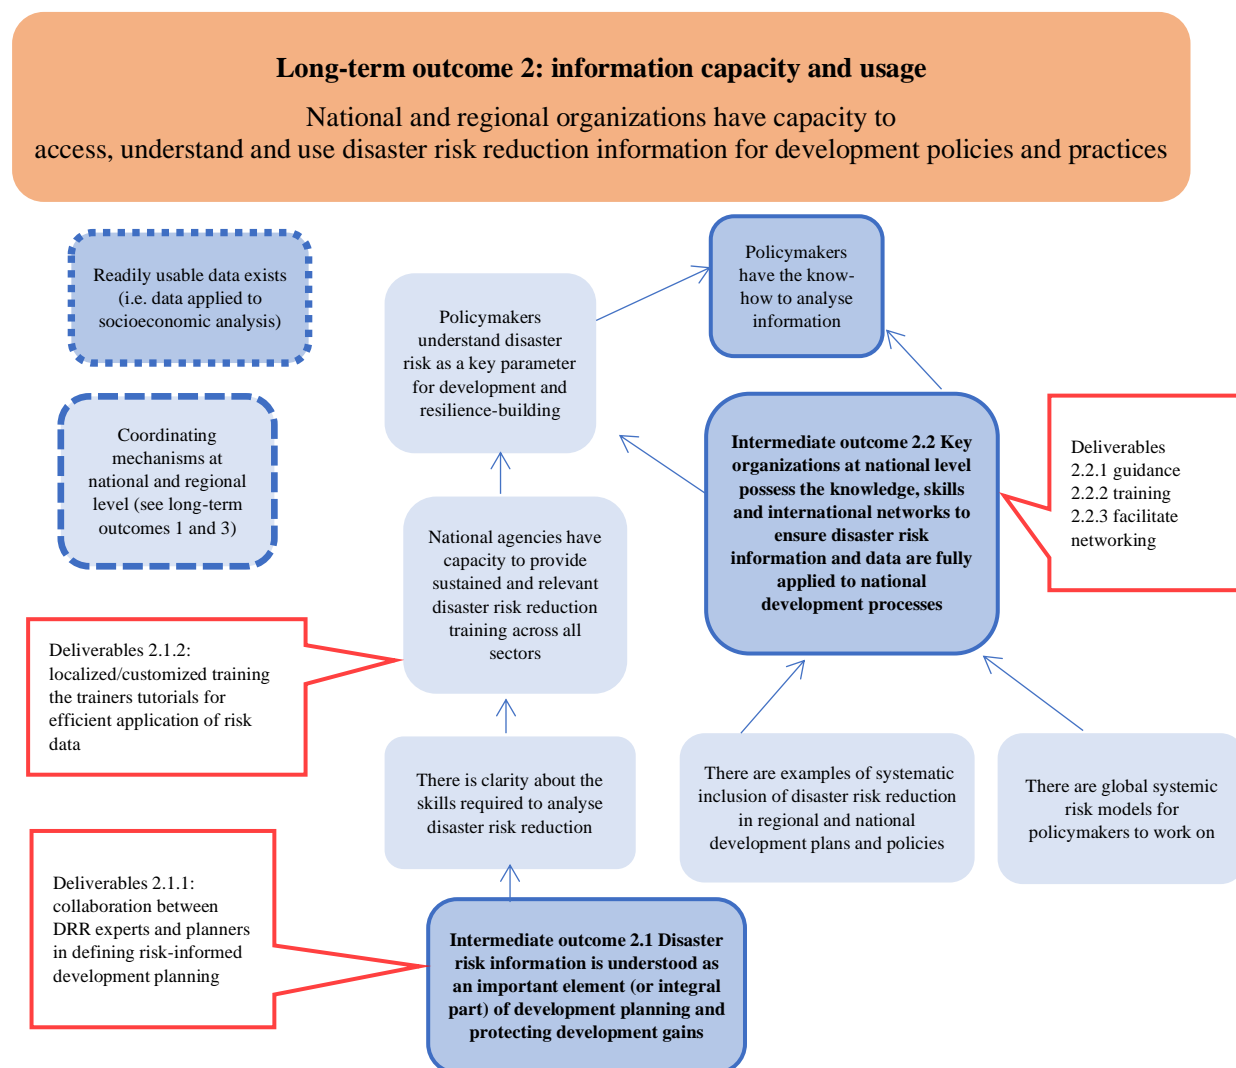 Long-term outcome 2: information capacity and usage
National and regional organizations have capacity to
access, understand and use disaster risk reduction information for development policies and practices
Readily usable data exists
(i.e. data applied to
socioeconomic analysis)
Policymakers
understand disaster
risk as a key parameter
for development and
resilience-building
Policymakers
have the know-
how to analyse
information
Coordinating
mechanisms at
national and regional
level (see long-term
outcomes 1 and 3)
Intermediate outcome 2.2 Key
organizations at national level
possess the knowledge, skills
and international networks to
ensure disaster risk
information and data are fully
applied to national
development processes
Deliverables
2.2.1 guidance
2.2.2 training
2.2.3 facilitate
networking
National agencies have
capacity to provide
sustained and relevant
disaster risk reduction
training across all
sectors
Deliverables 2.1.2:
localized/customized training
the trainers tutorials for
efficient application of risk
data
There is clarity about the
skills required to analyse
disaster risk reduction
There are examples of systematic
inclusion of disaster risk reduction
in regional and national
development plans and policies
There are global systemic
risk models for
policymakers to work on
Deliverables 2.1.1:
collaboration between
DRR experts and planners
in defining risk-informed
development planning
Intermediate outcome 2.1 Disaster
risk information is understood as
an important element (or integral
part) of development planning and
protecting development gains